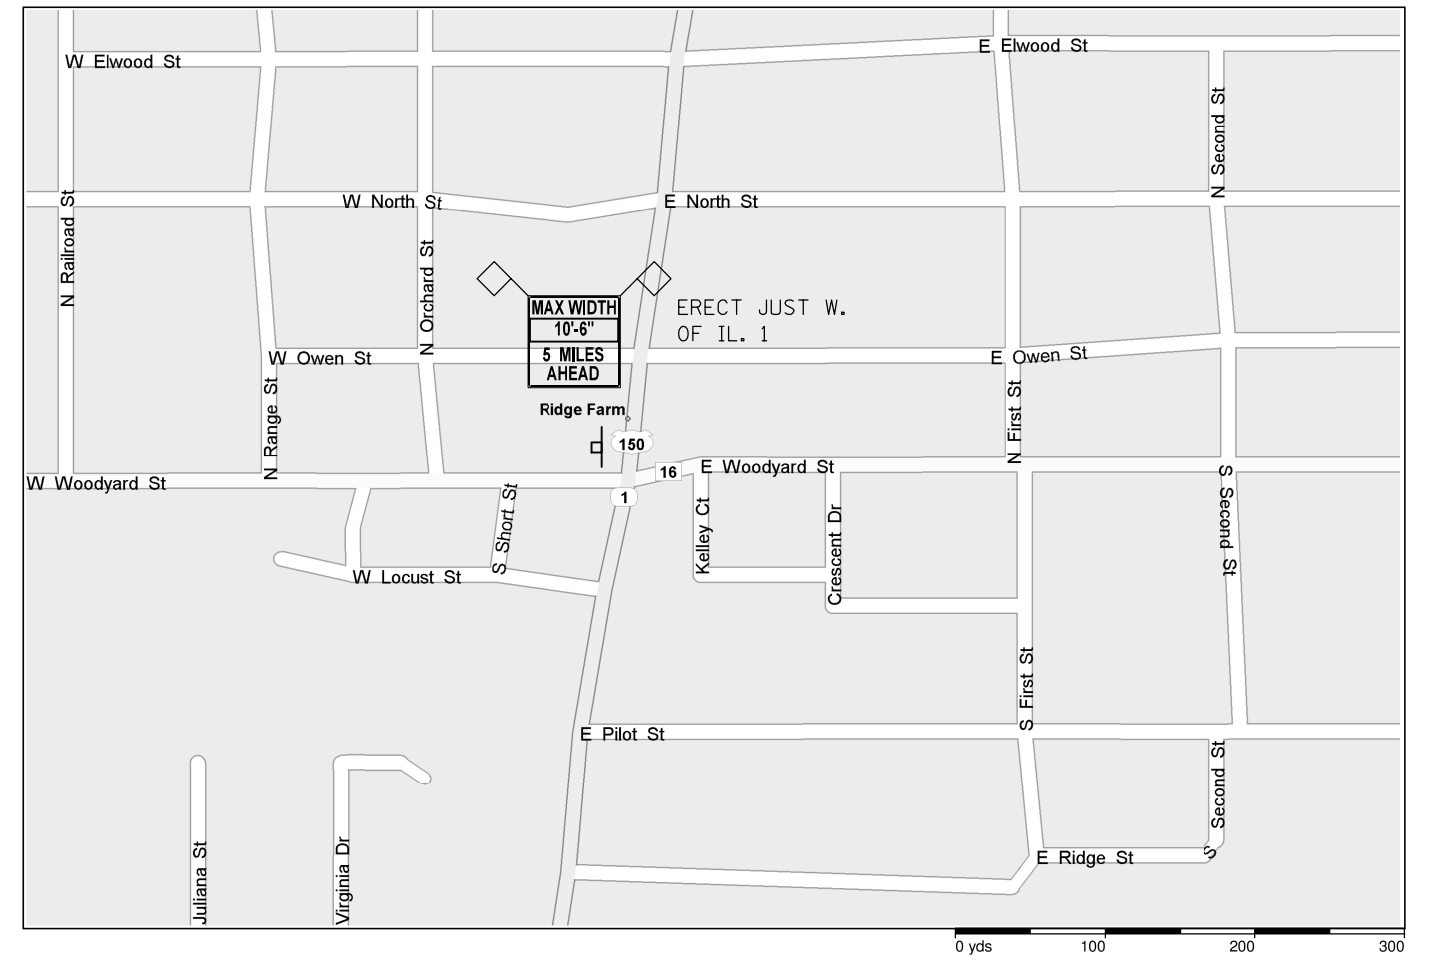 W Elwood St
E Elwood St
N Second St
N Railroad St
W North St
E North St
N Orchard St
MAX WIDTH
10'-6"
5 MILES
AHEAD
ERECT JUST W.
OF IL. 1
W Owen St
E Owen St
N Range St
N First St
Ridge Farm
150
16
1
W Woodyard St
E Woodyard St
S Short St
Kelley Ct
Crescent Dr
S Second St
W Locust St
S First St
E Pilot St
S Second St
Juliana St
Virginia Dr
E Ridge St
0 yds 100 200 300